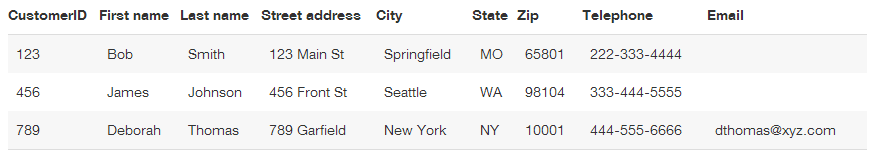 CustomerID First name Last name Street address City State Zip Telephone Email
123 Bob Smith 123 Main St Springfield MO 65801 222-333-4444
456 James Johnson 456 Front St Seattle WA 98104 333-444-5555
789 Deborah Thomas 789 Garfield New York NY 10001 444-555-6666 dthomas@xyz.com